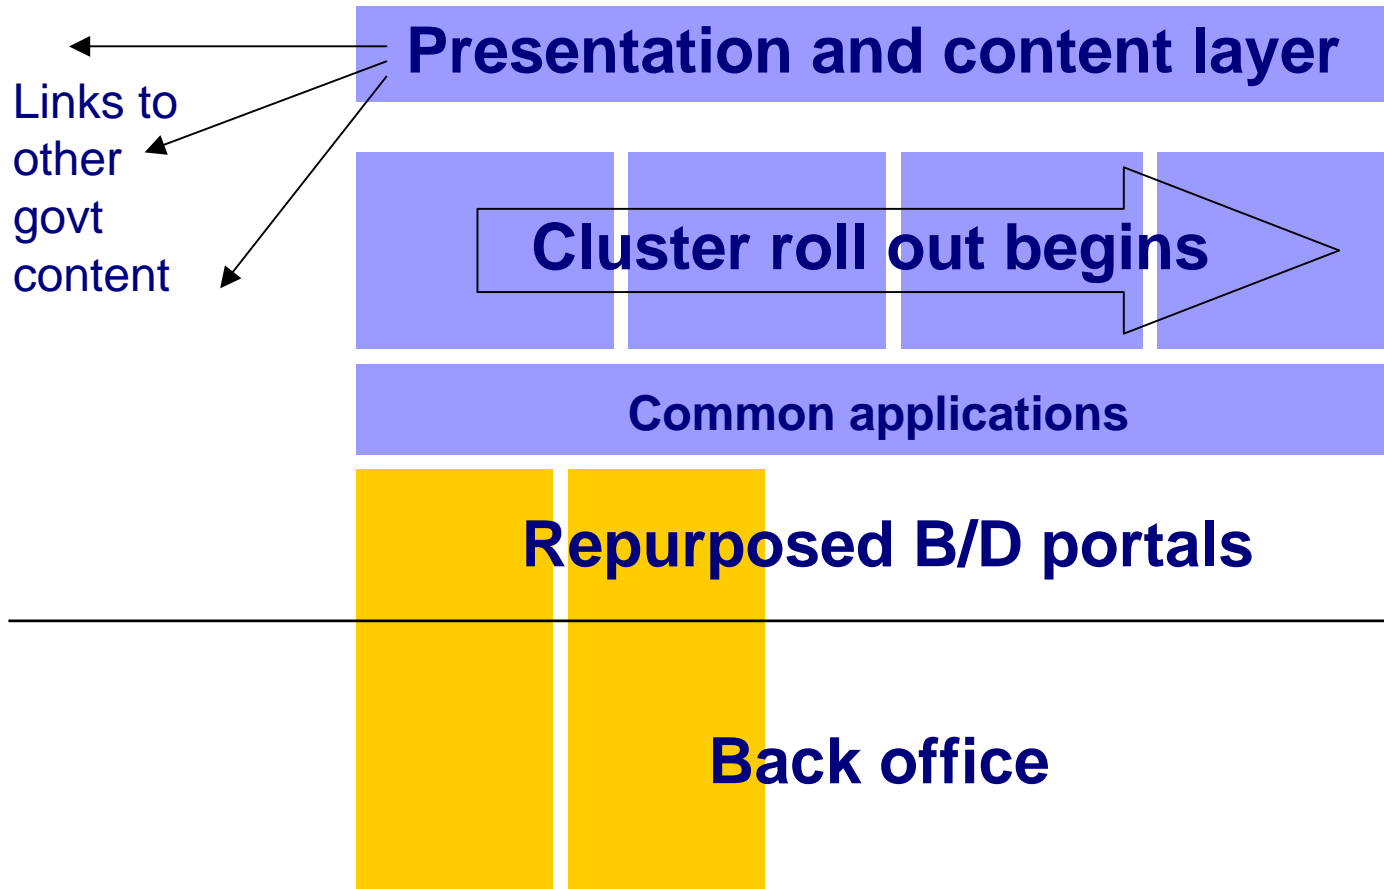 Presentation and content layer
Links to
other
govt
content
Cluster roll out begins
Common applications
Repurposed B/D portals
Back office